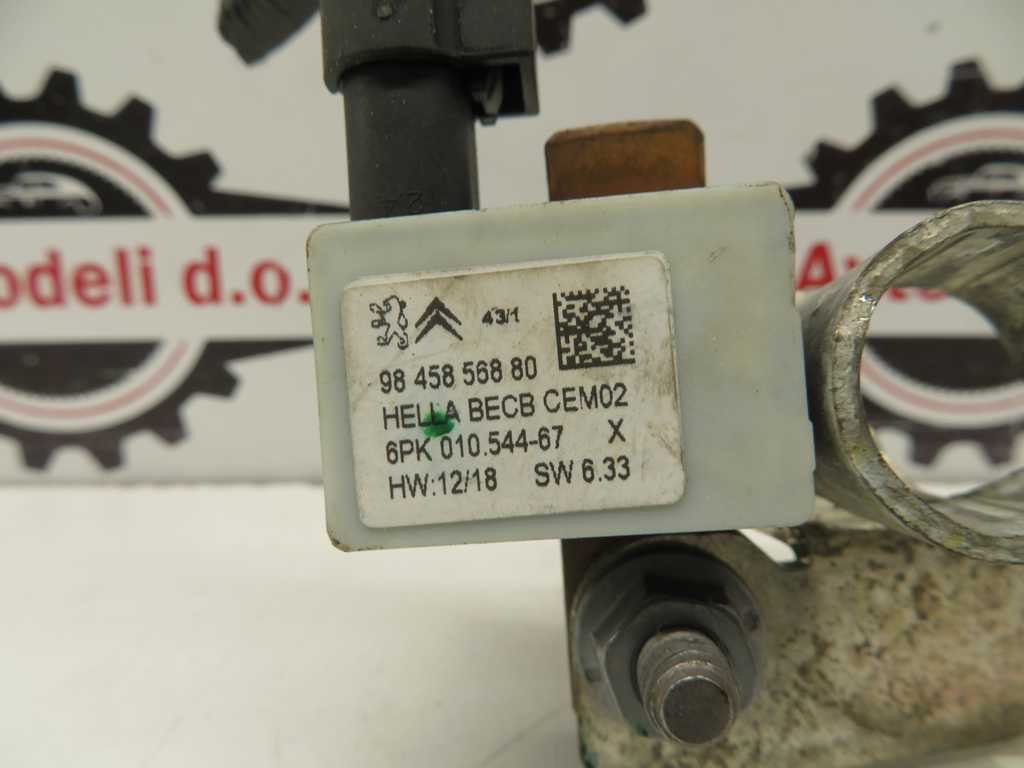 odeli d.o.
43/1
98 458 568 80
HELLA BECB CEM02
6PK 010.544-67 X
HW:12/18 SW 6.33